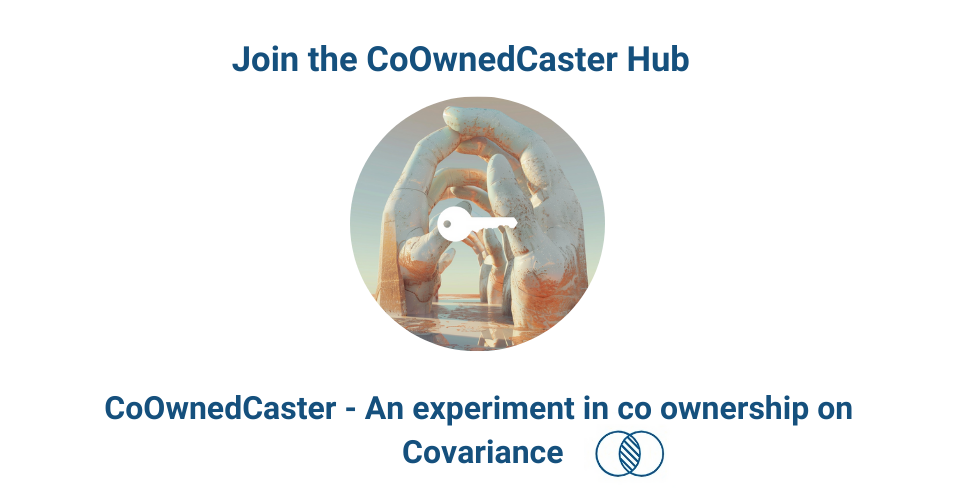 Join the CoOwnedCaster Hub
CoOwnedCaster - An experiment in co ownership on
Covariance